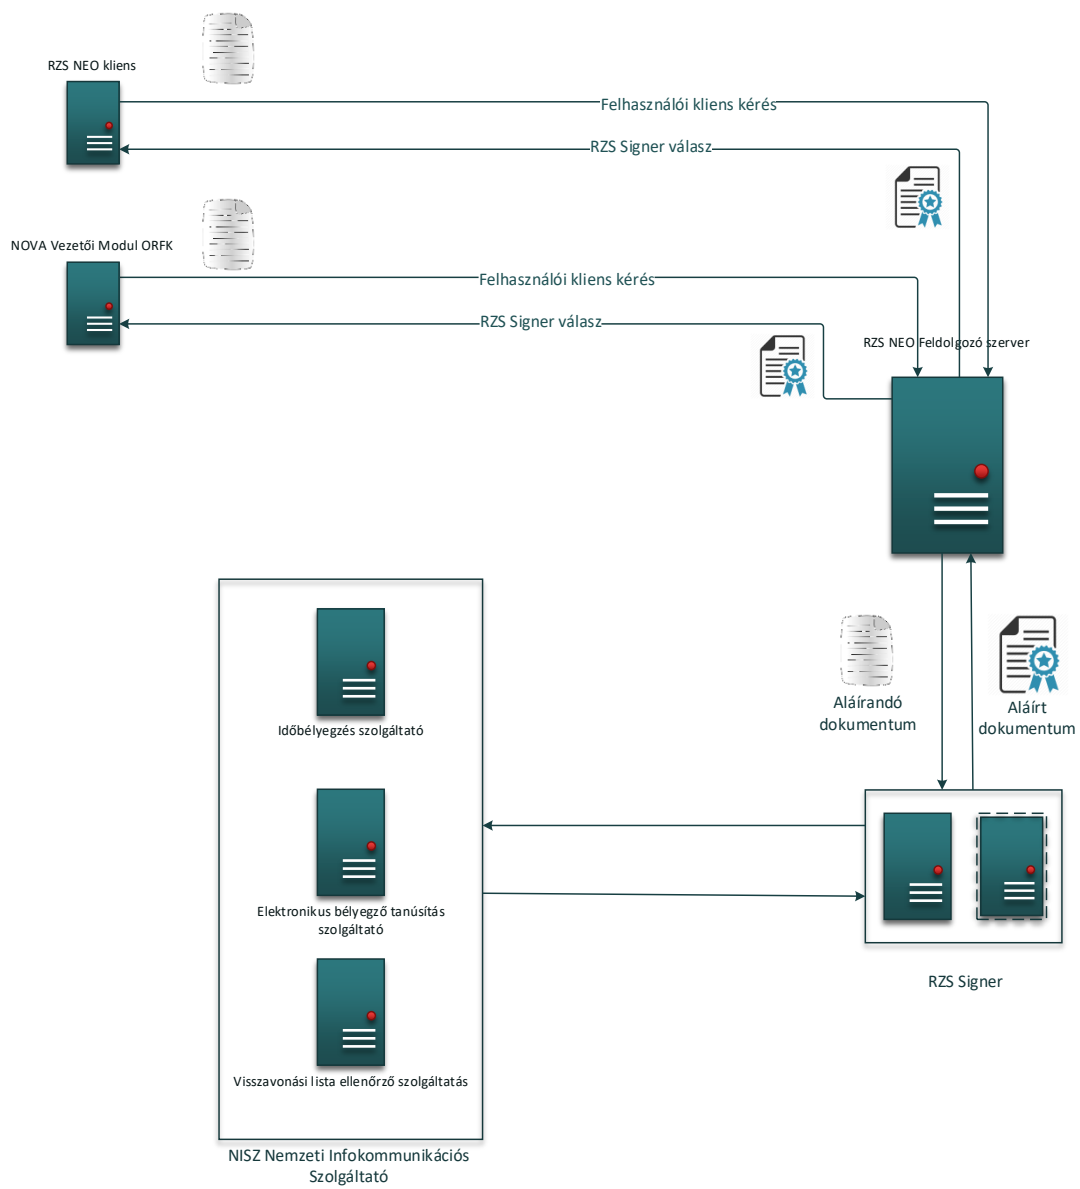 RZS NEO kliens
Felhasználói kliens kérés
RZS Signer válasz
NOVA Vezetői Modul ORFK
Felhasználói kliens kérés
RZS Signer válasz
RZS NEO Feldolgozó szerver
Aláírandó
dokumentum
Aláírt
dokumentum
Időbélyegzés szolgáltató
Elektronikus bélyegző tanúsítás
szolgáltató
Visszavonási lista ellenőrző szolgáltatás
RZS Signer
NISZ Nemzeti Infokommunikációs
Szolgáltató